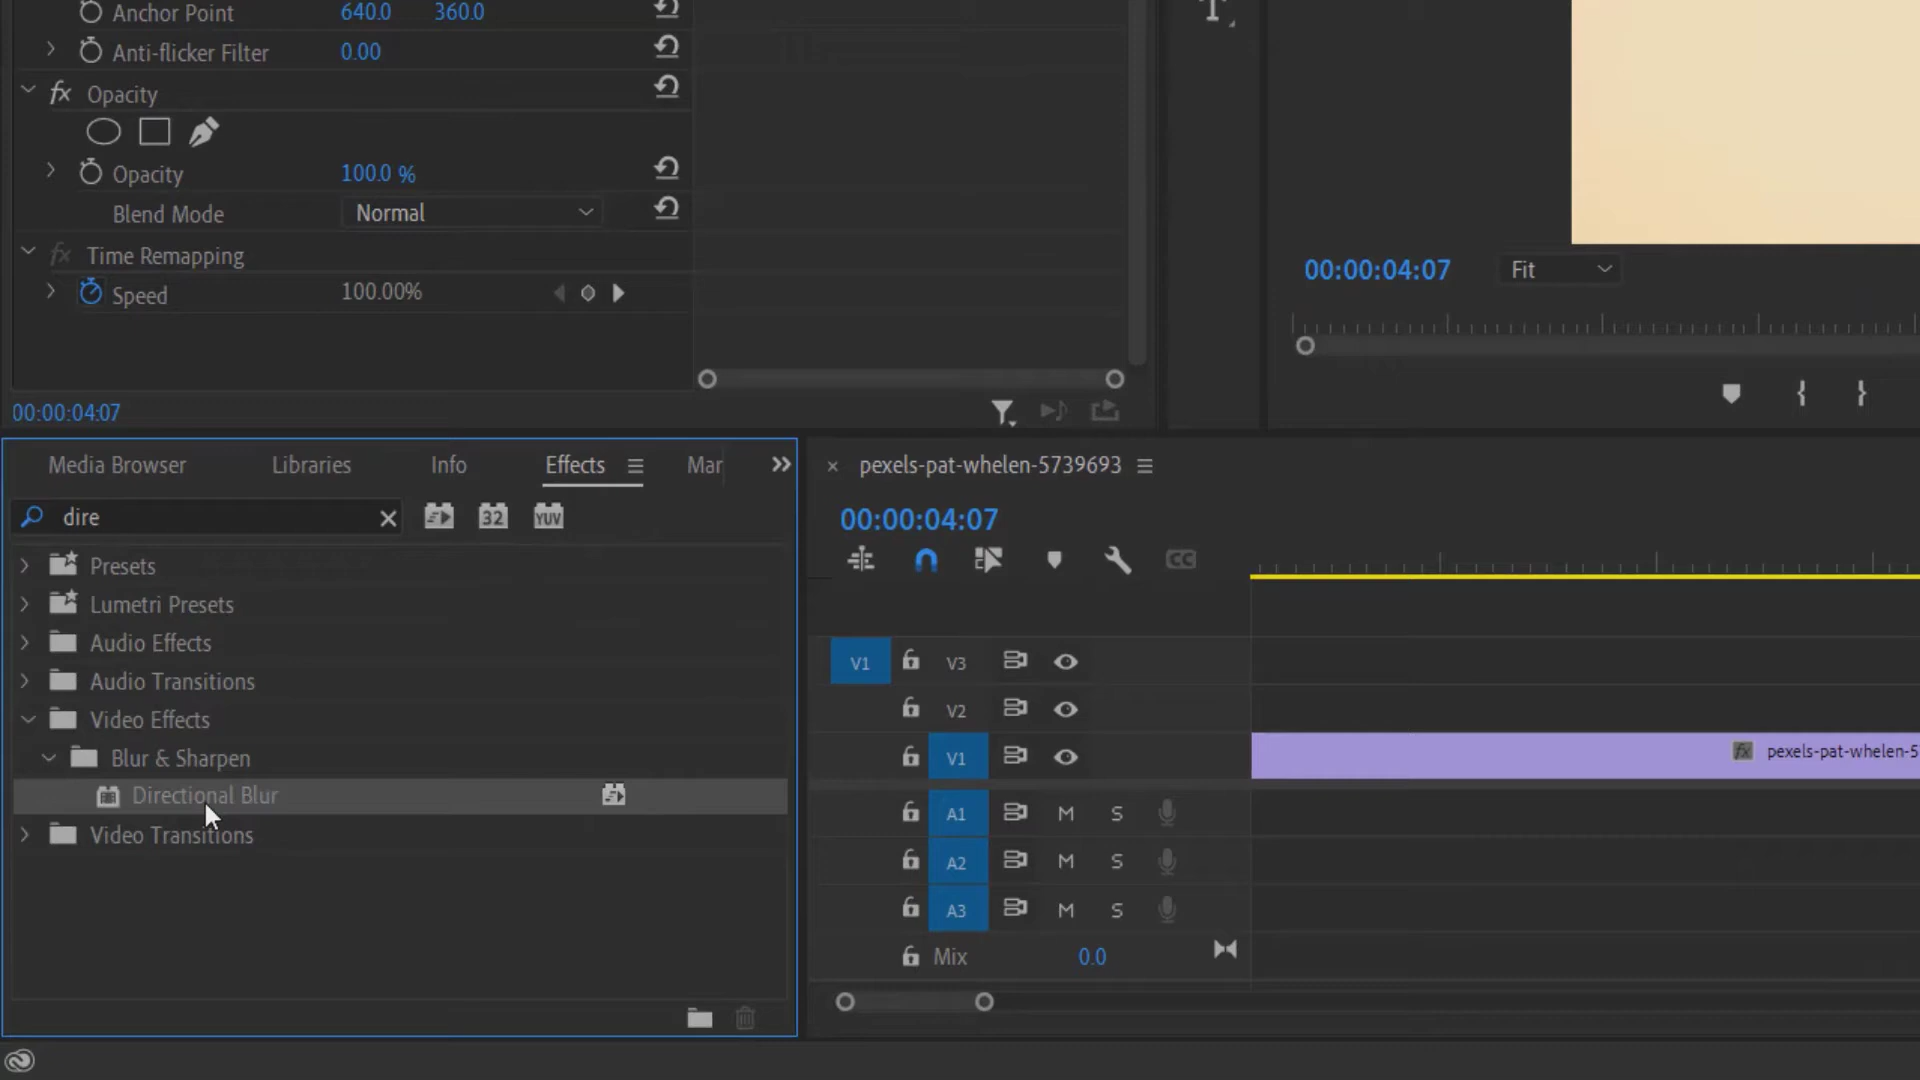 Anchor Point 640.0 360.0
Anti-flicker Filter 0.00
fx Opacity
Opacity 100.0 %
Blend Mode Normal
fx Time Remapping
Speed 100.00%
00:00:04:07
T
00:00:04:07 Fit
Media Browser Libraries Info Effects Mar
dire 32 YUV
Presets
Lumetri Presets
Audio Effects
Audio Transitions
Video Effects
Blur & Sharpen
Directional Blur
Video Transitions
pexels-pat-whelen-5739693
00:00:04:07
CC
V1 V3
V2
V1 fx pexels-pat-whelen-5
A1 M S
A2 M S
A3 M S
Mix 0.0